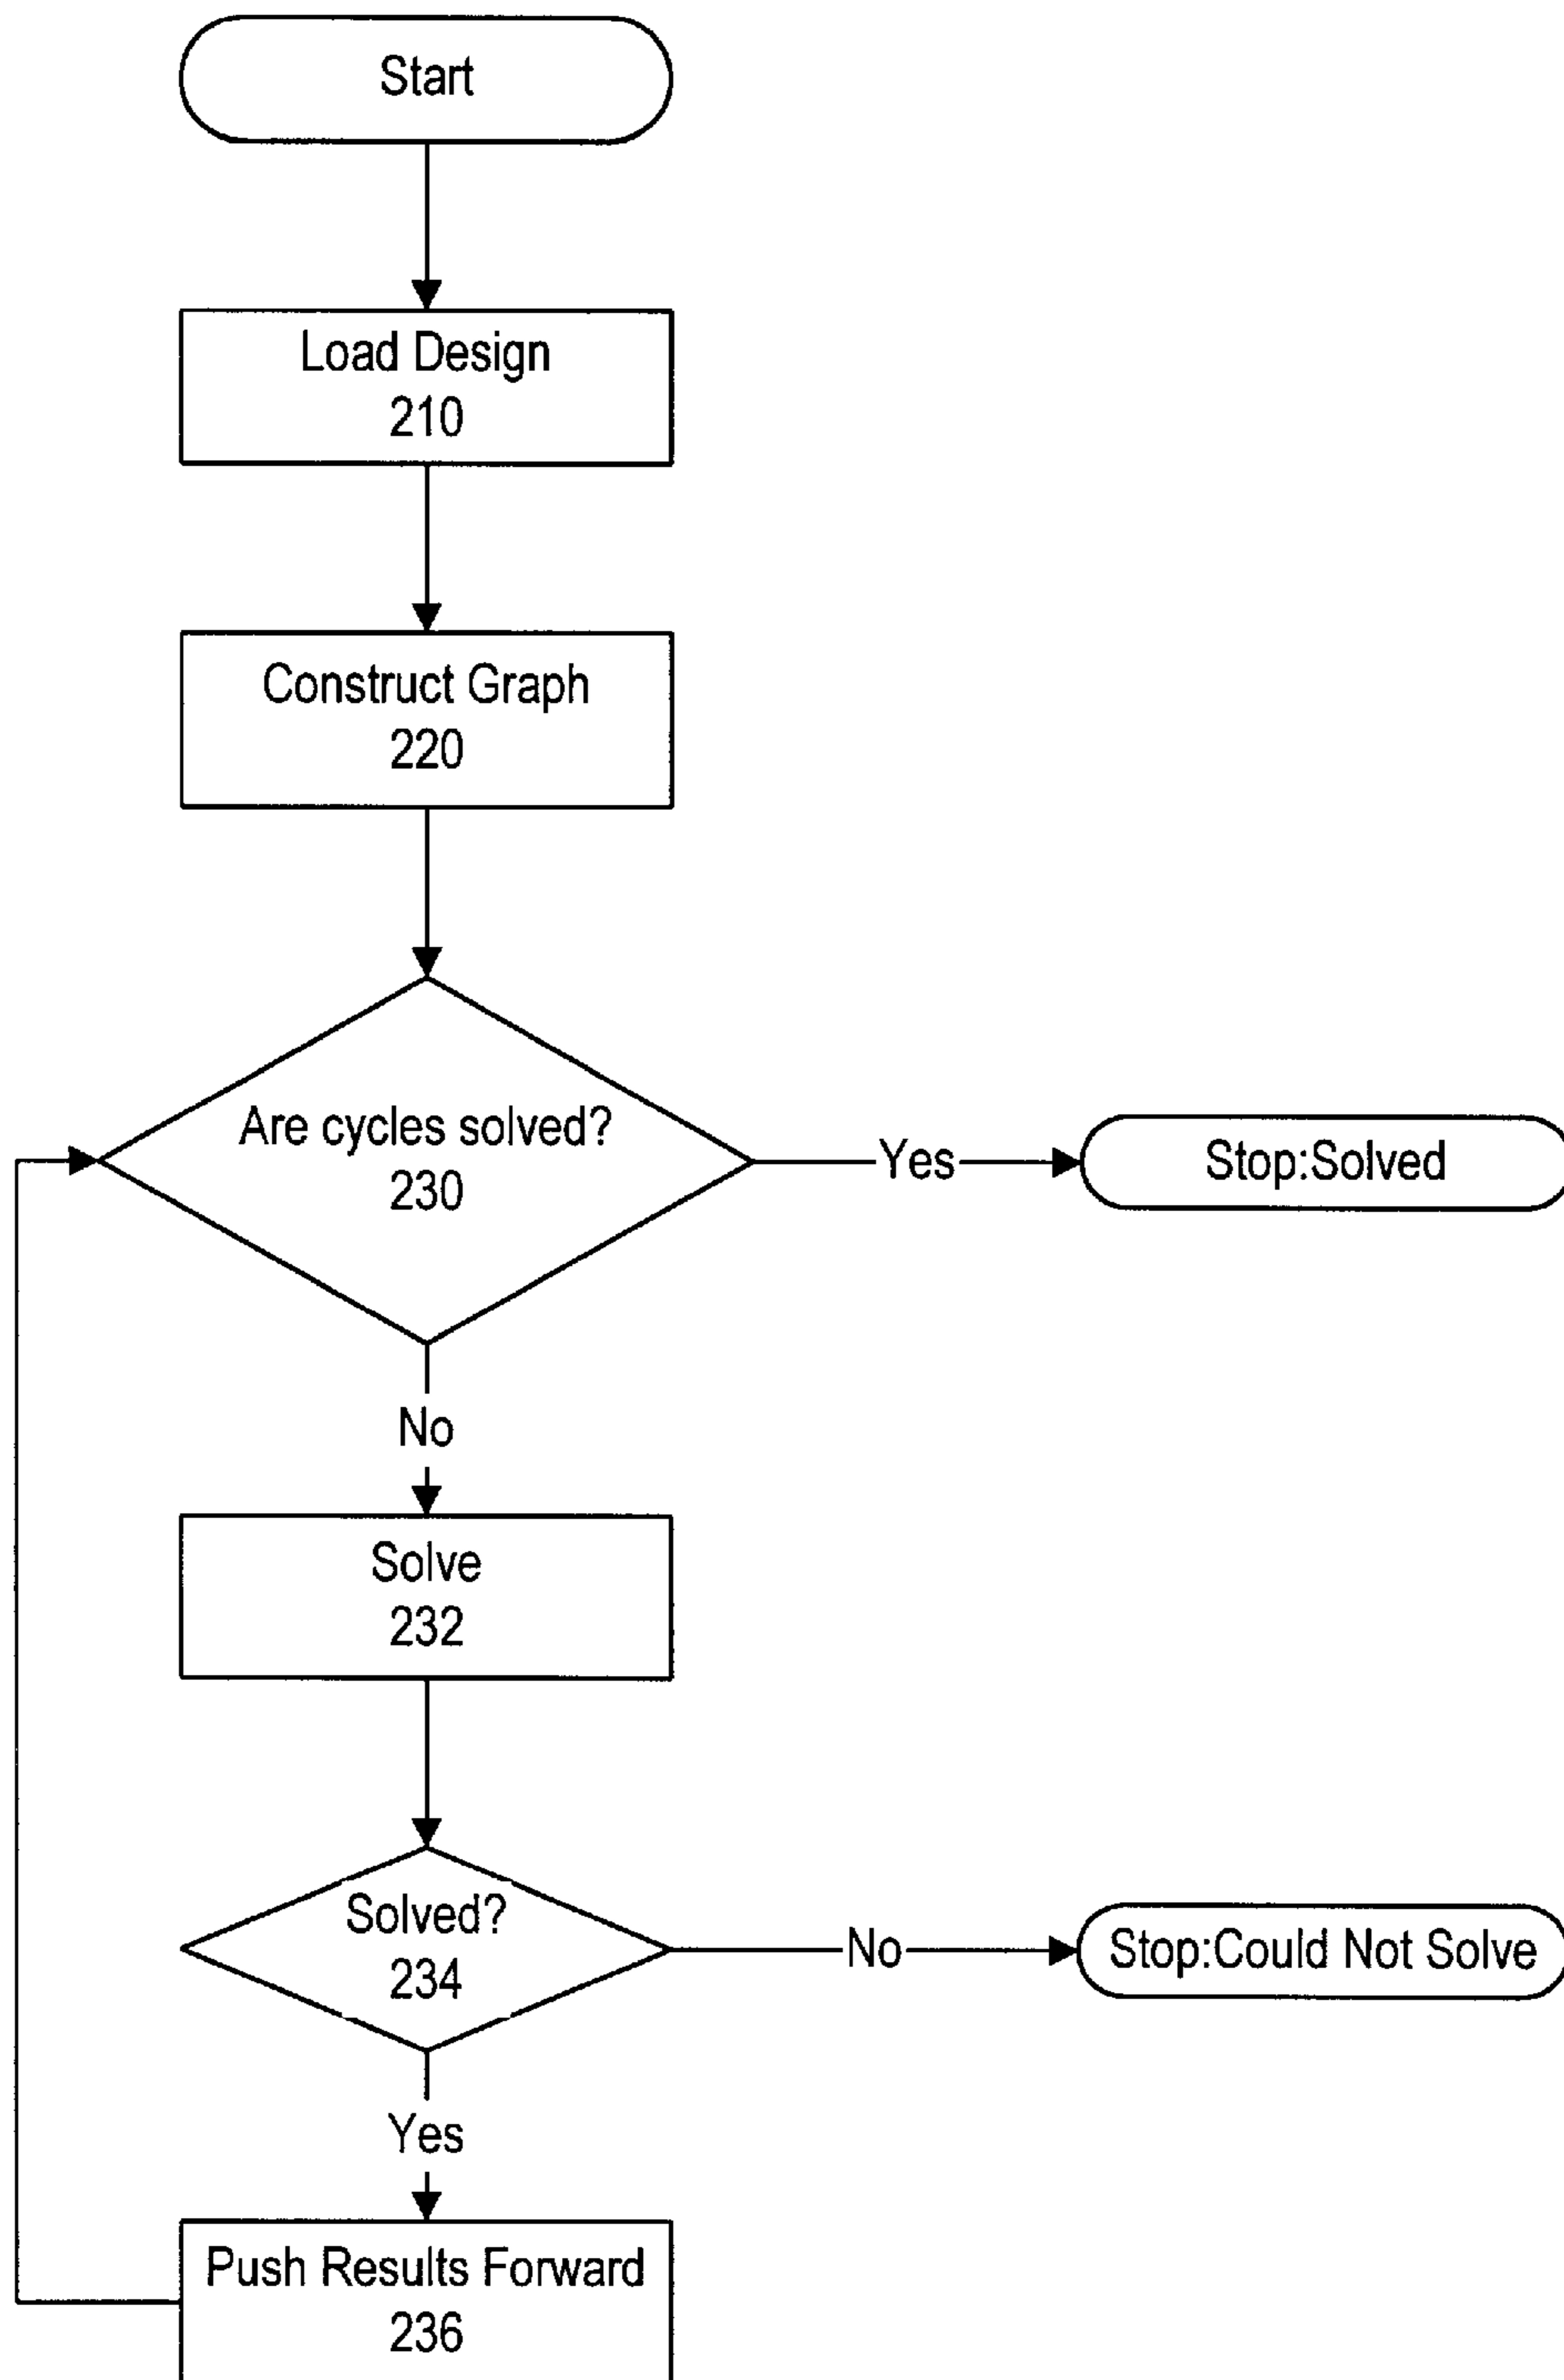 Start
Load Design
210
Construct Graph
220
Are cycles solved?
230
Yes
Stop:Solved
No
Solve
232
Solved?
234
No
Stop:Could Not Solve
Yes
Push Results Forward
236